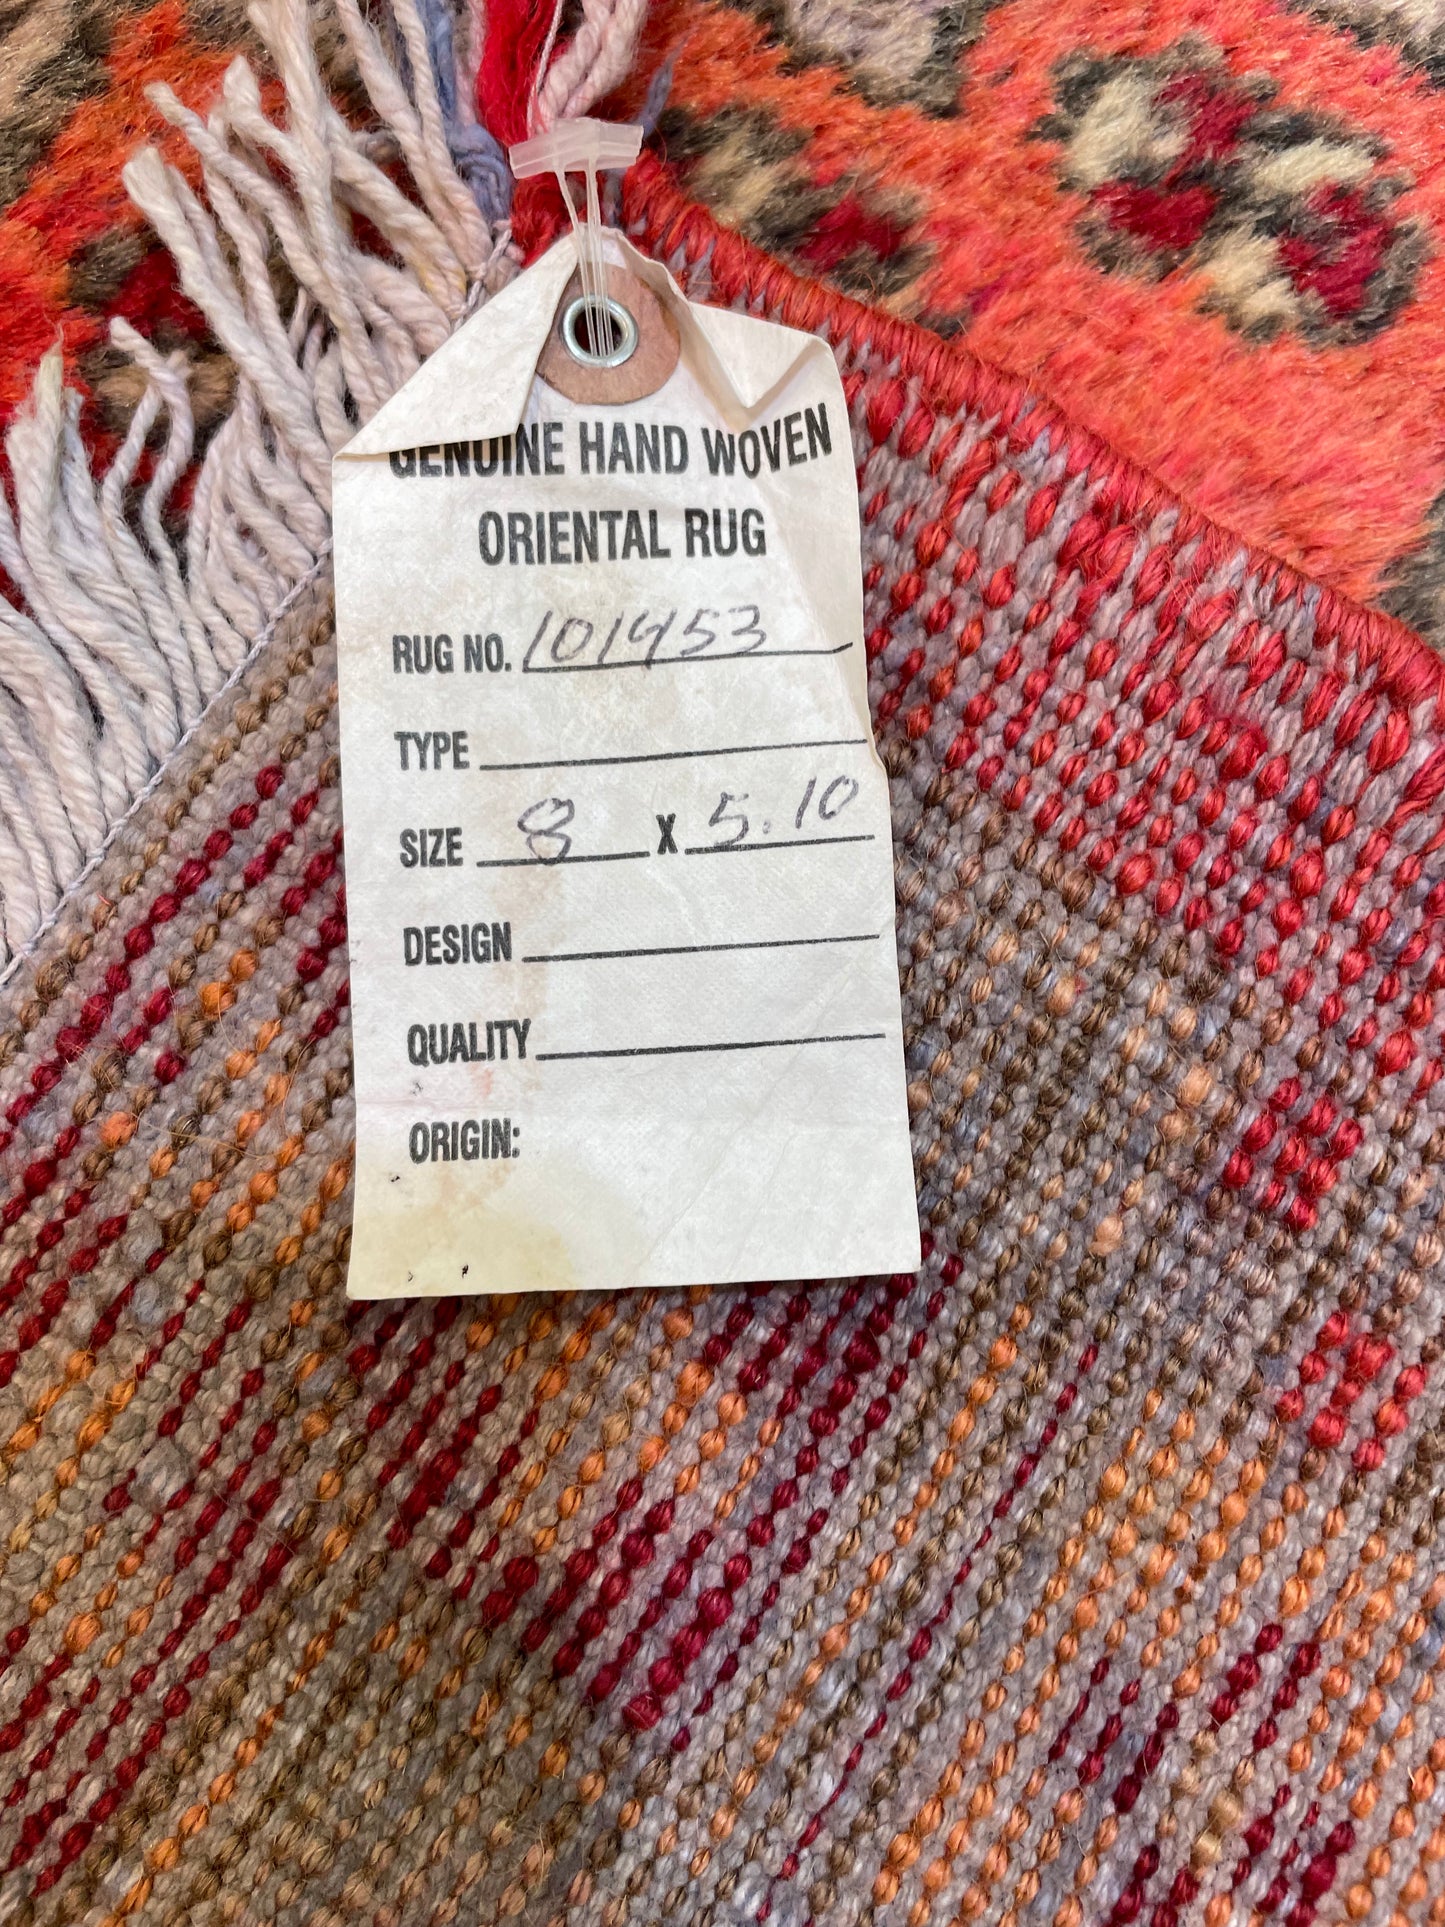 GENUINE HAND WOVEN
ORIENTAL RUG
RUG NO. 101453
TYPE
SIZE 8 X 5.10
DESIGN
QUALITY
ORIGIN: